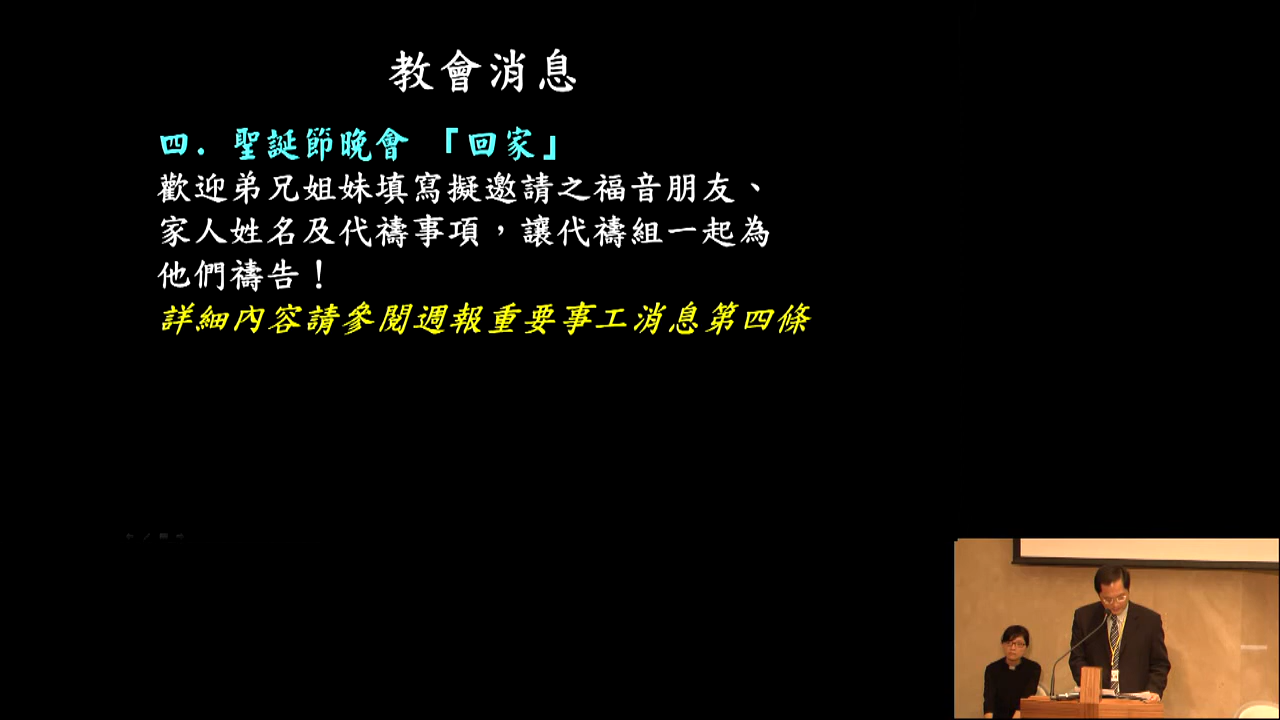 教會消息
四. 聖誕節晚會 「回家」
歡迎弟兄姐妹填寫擬邀請之福音朋友、
家人姓名及代禱事項，讓代禱組一起為
他們禱告！
詳細內容請參閱週報重要事工消息第四條